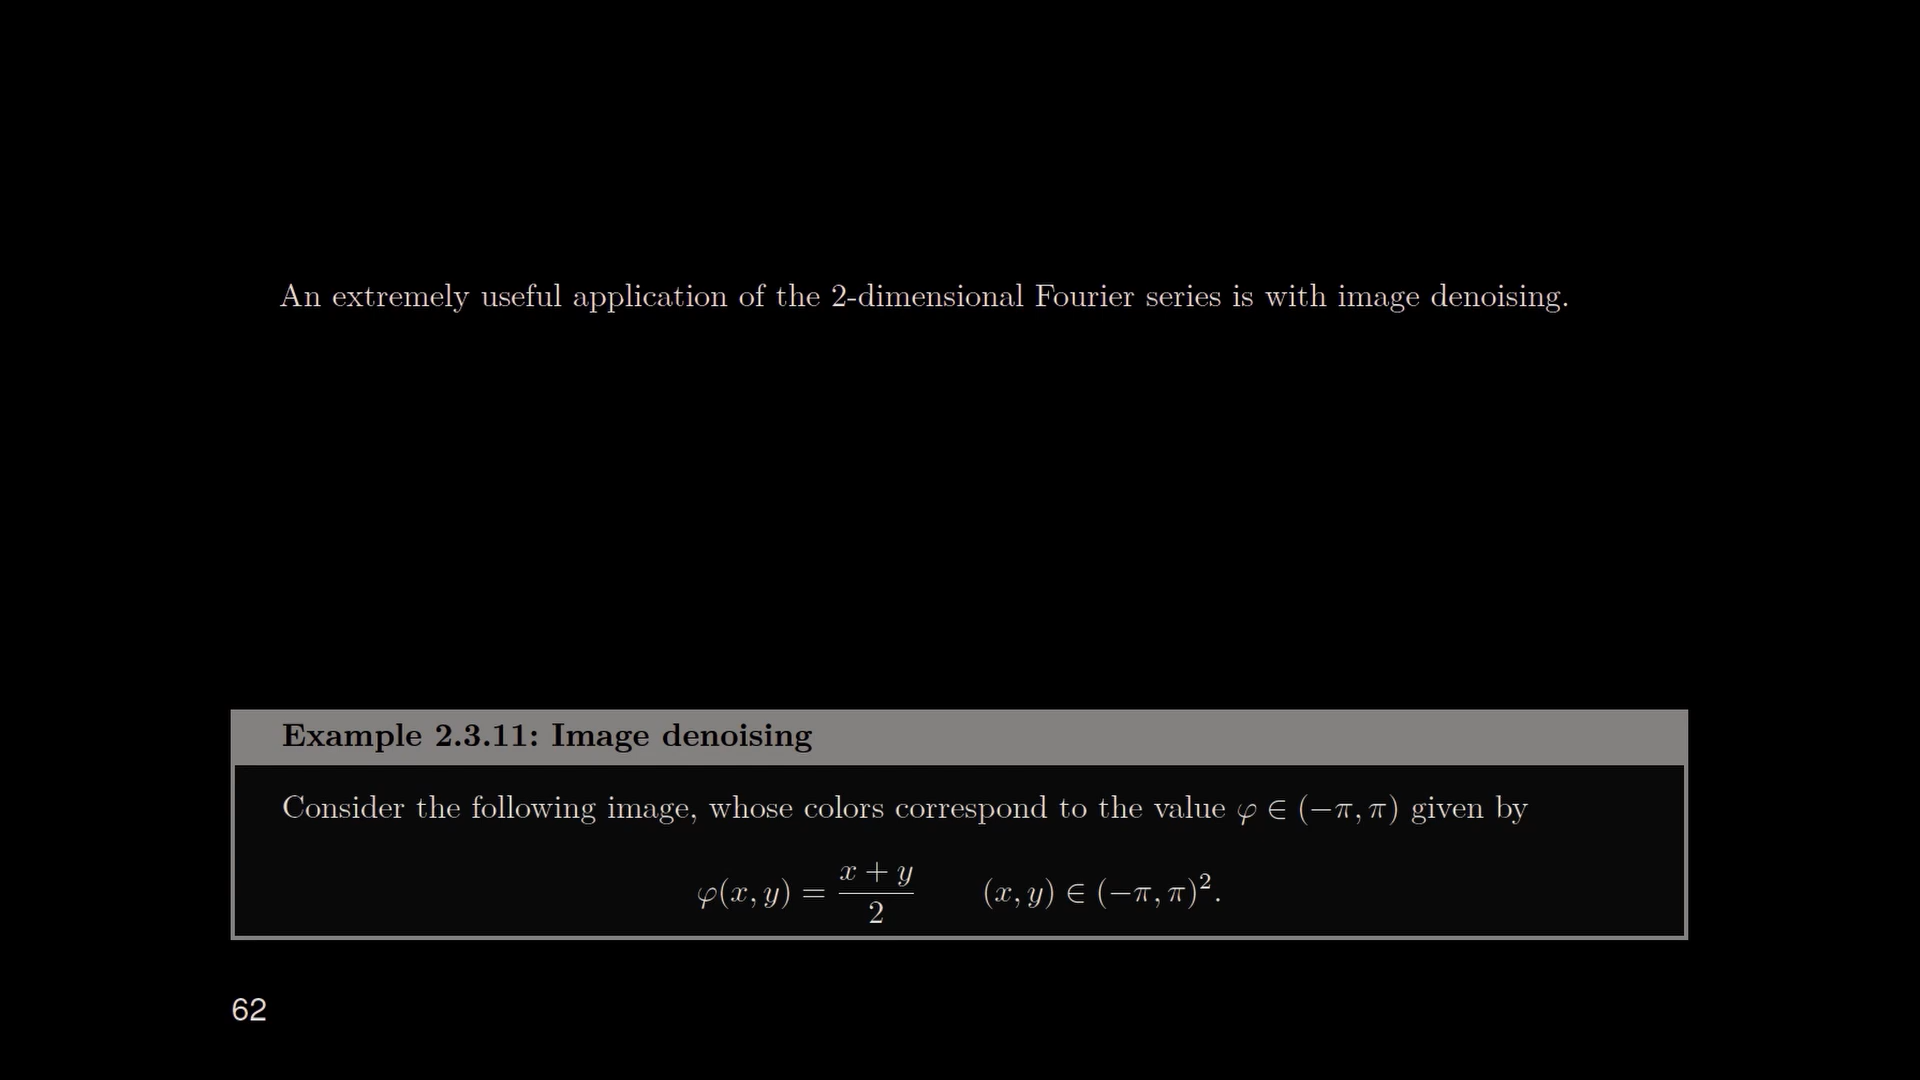 An extremely useful application of the 2-dimensional Fourier series is with image denoising.
Example 2.3.11: Image denoising
Consider the following image, whose colors correspond to the value φ ∈ (−π, π) given by
φ(x, y) = \frac{x + y}{2}    (x, y) ∈ (−π, π)².
62